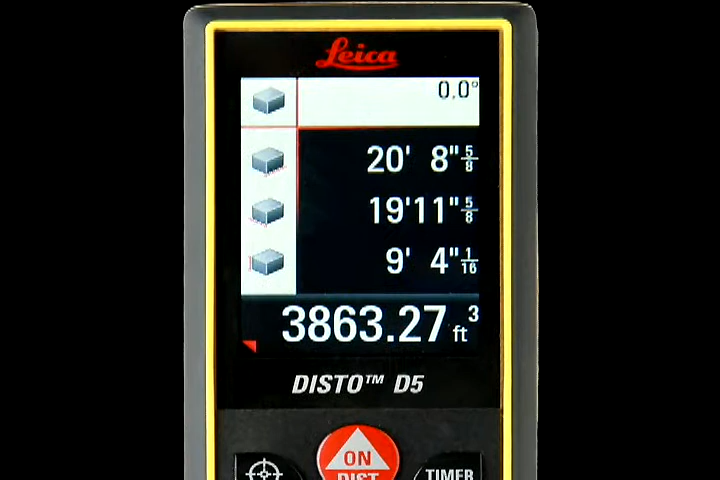 Leica
0.0°
20' 8" 5/8
19'11" 5/8
9' 4" 1/16
3863.27 ft³
DISTO™ D5
ON
DIST
TIMER